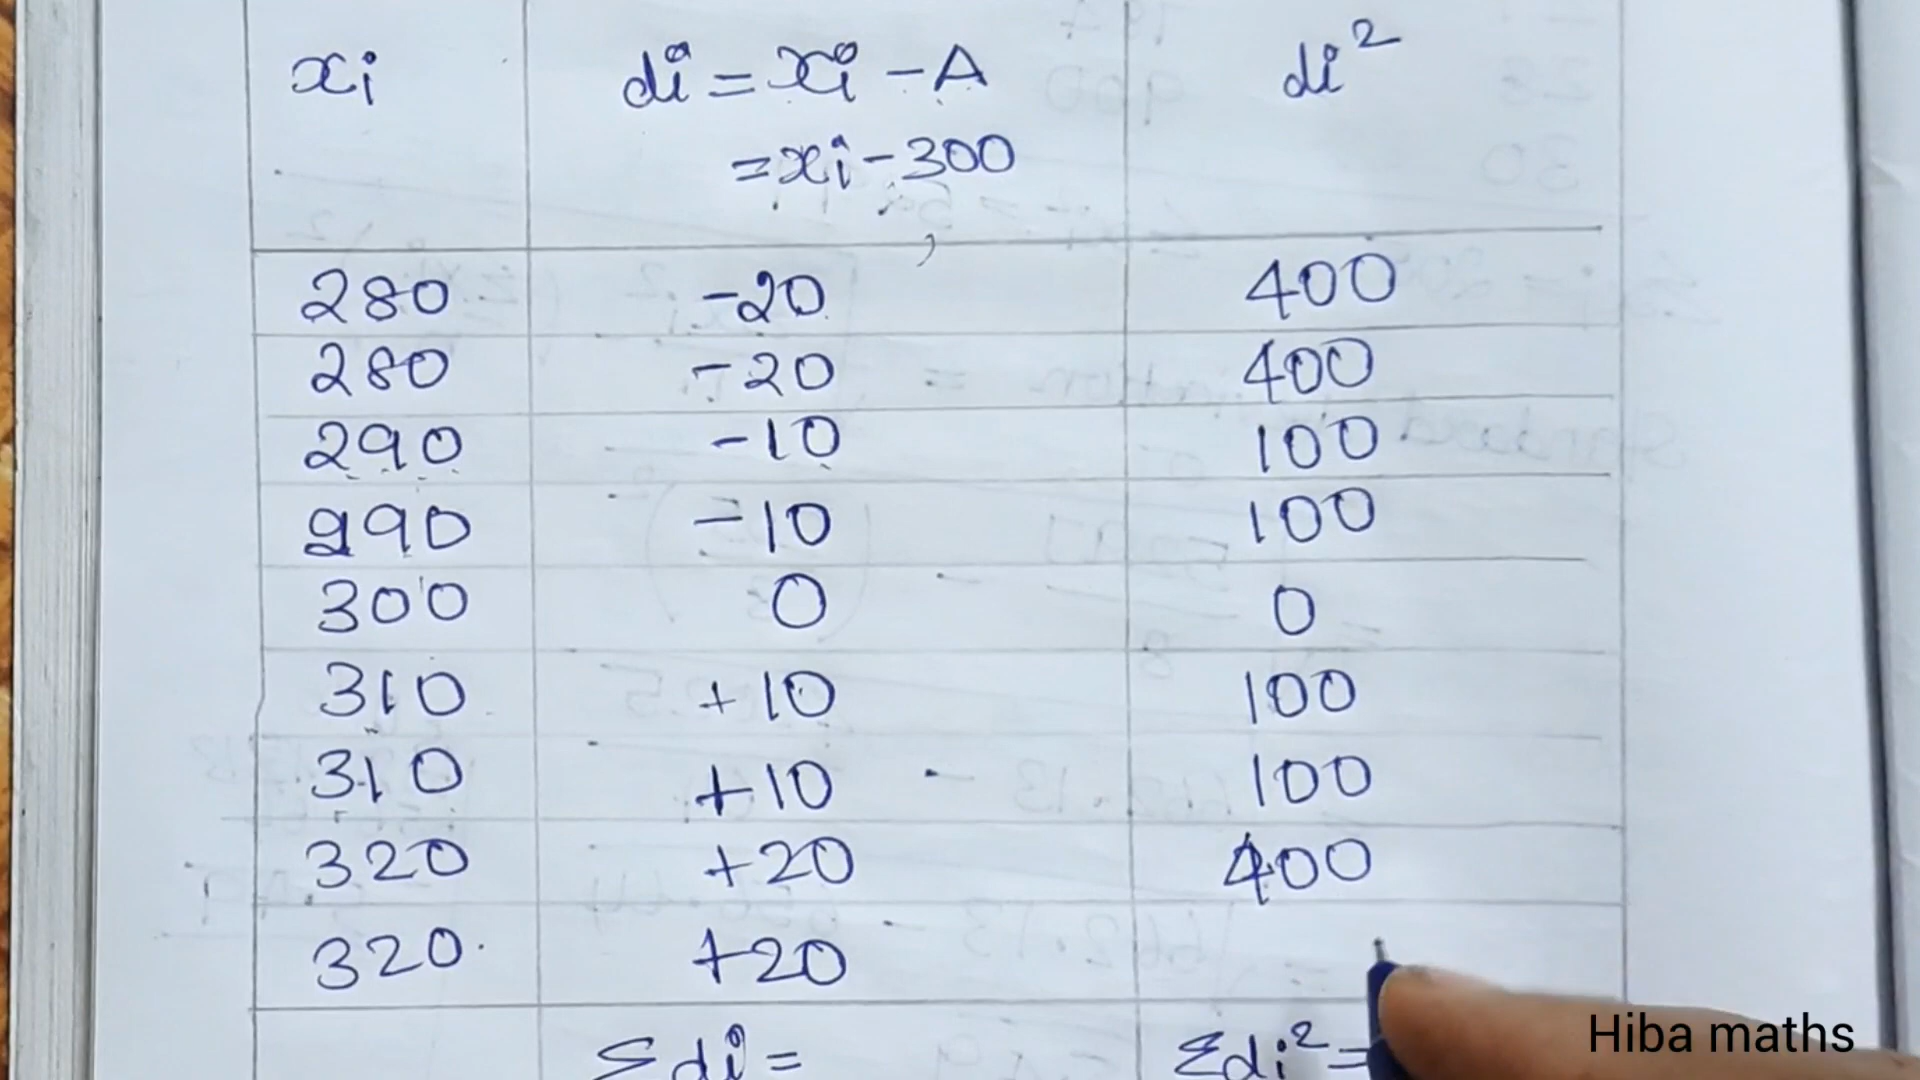 xi di = xi - A di²
= xi - 300
280 -20 400
280 -20 400
290 -10 100
290 -10 100
300 0 0
310 +10 100
310 +10 100
320 +20 400
320 +20
Σdi = Σdi² =
Hiba maths